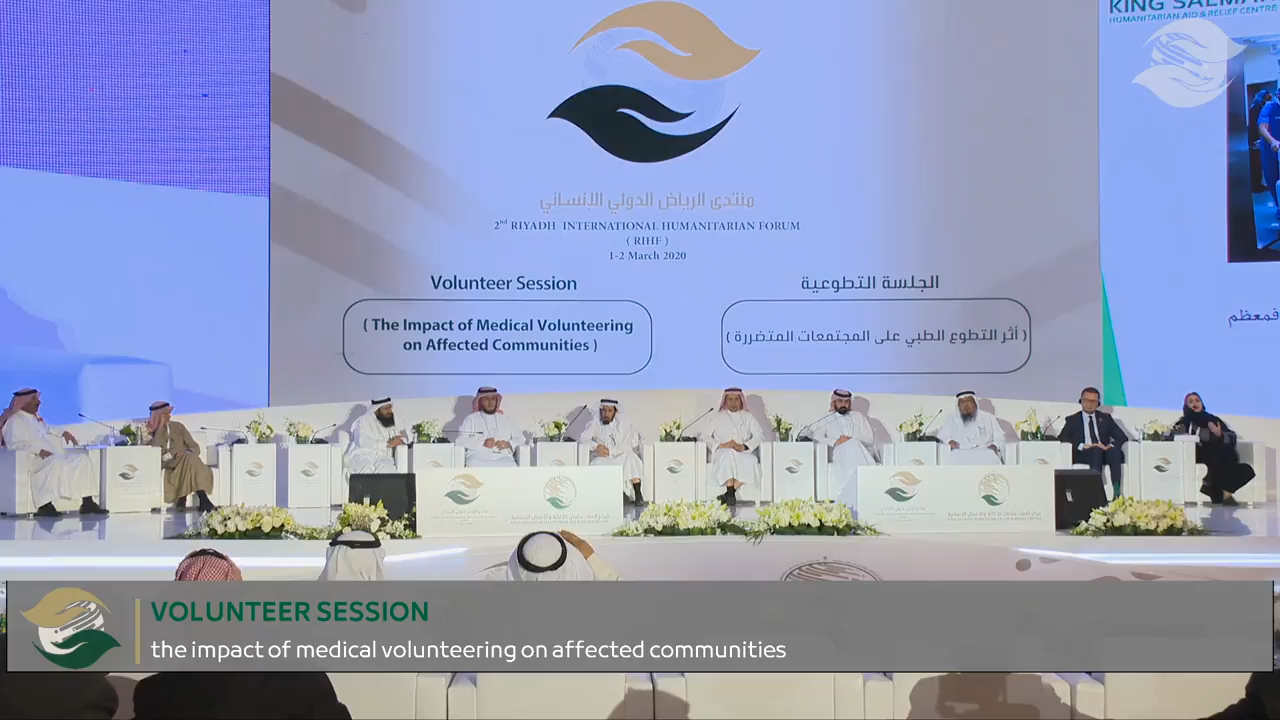 KING SALMAN
HUMANITARIAN AID & RELIEF CENTRE
منتدى الرياض الدولي الإنساني
2nd RIYADH INTERNATIONAL HUMANITARIAN FORUM
( RIHF )
1-2 March 2020
Volunteer Session
الجلسة التطوعية
( The Impact of Medical Volunteering
on Affected Communities )
( أثر التطوع الطبي على المجتمعات المتضررة )
فمعظم
VOLUNTEER SESSION
the impact of medical volunteering on affected communities